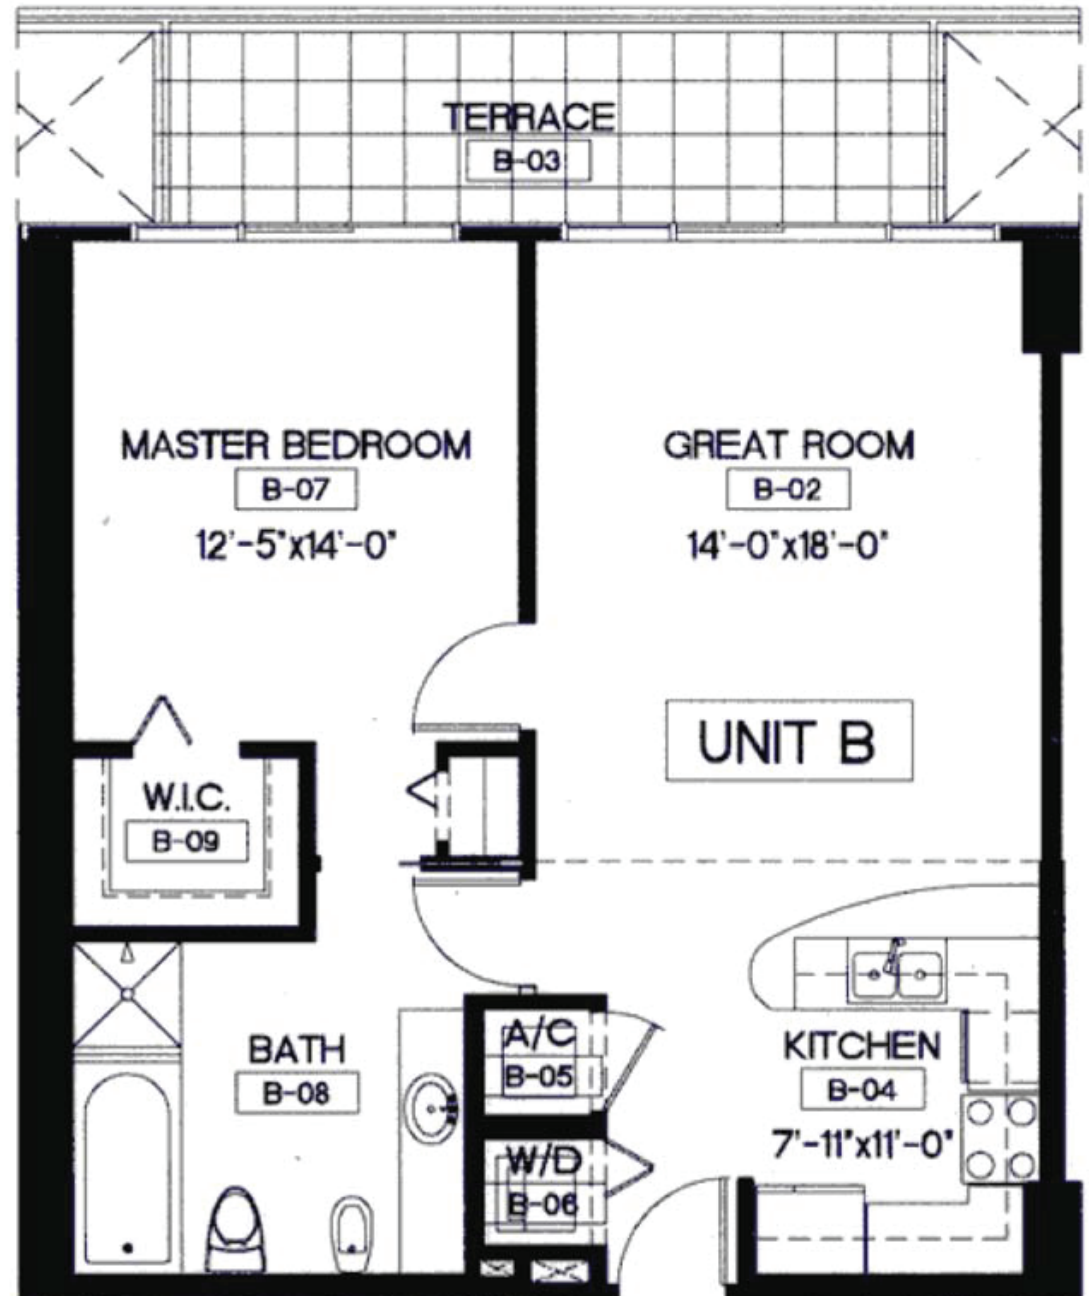 TERRACE
B-03
MASTER BEDROOM
B-07
12'-5"x14'-0"
GREAT ROOM
B-02
14'-0"x18'-0"
UNIT B
W.I.C.
B-09
BATH
B-08
A/C
B-05
W/D
B-06
KITCHEN
B-04
7'-11"x11'-0"